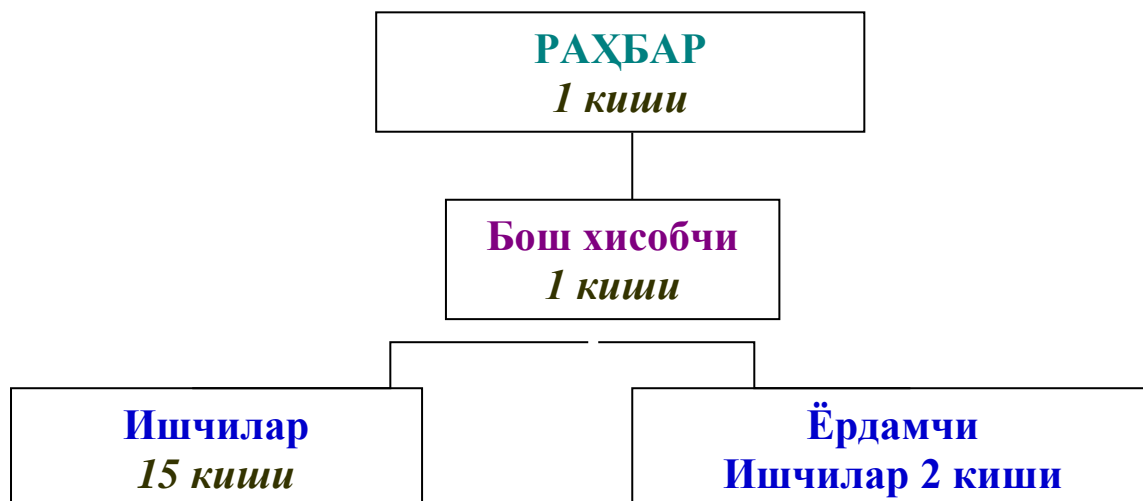 РАҲБАР
1 киши
Бош хисобчи
1 киши
Ишчилар
15 киши
Ёрдамчи
Ишчилар 2 киши